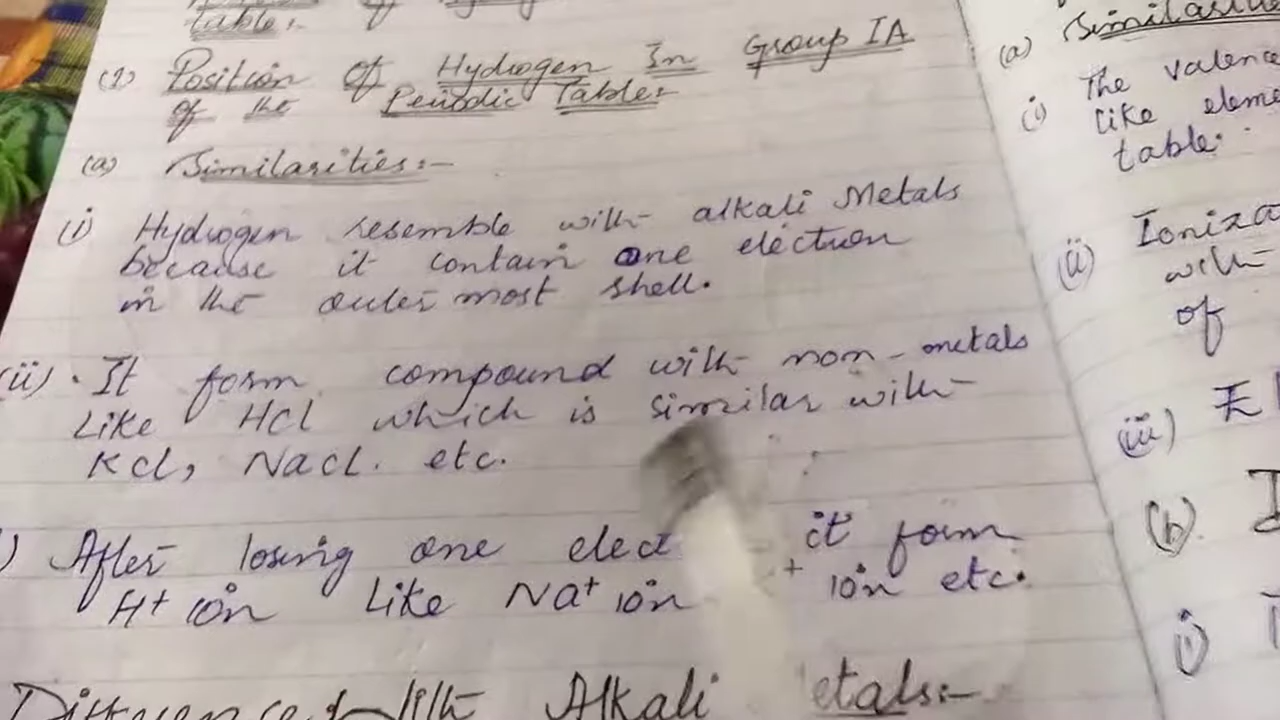 table:-
(1) Position of Hydrogen In Group IA
of the Periodic Table:
(a) Similarities:-
(i) Hydrogen resemble with alkali Metals
because it contain one electron
in the outer most shell.
(ii) . It form compound with non-metals
Like HCl which is similar with
KCl, NaCl. etc.
) After losing one elect it form
H+ ion Like Na+ ion + ion etc.
With Alkali etals:-
(a) Similarities
(i) The valence
like eleme
table.
(ii) Ioniza
with
of
(iii)
(b) I
(i)